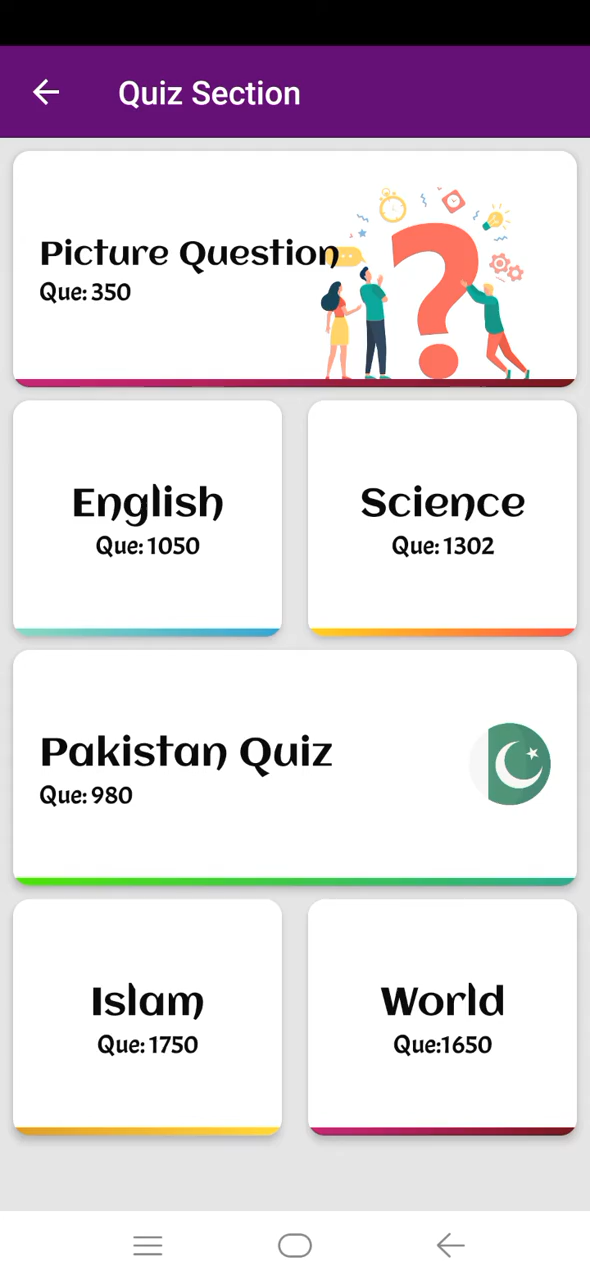 Quiz Section
Picture Question
Que: 350
English
Que: 1050
Science
Que: 1302
Pakistan Quiz
Que: 980
Islam
Que: 1750
World
Que:1650